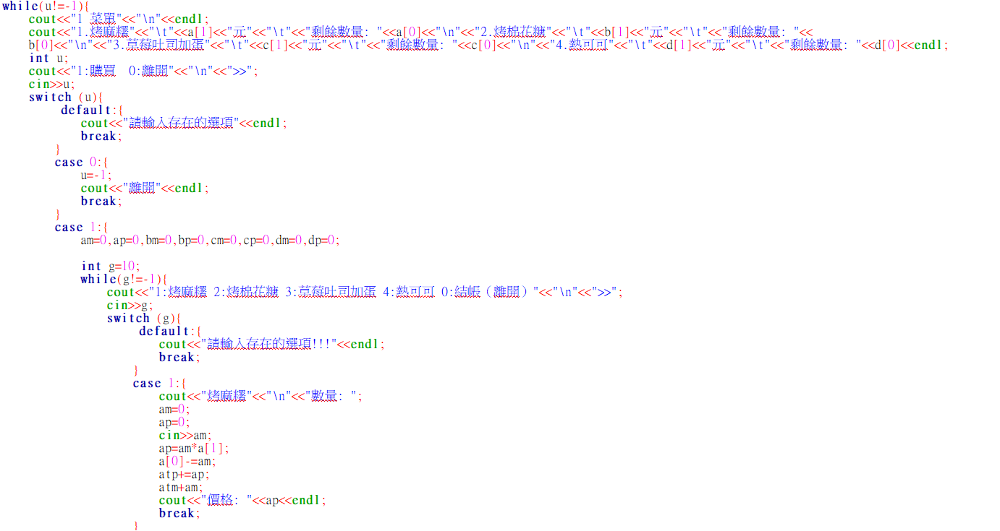 while(u!=-1){
cout<<"1 菜單"<<"\n"<<endl;
cout<<"1.烤麻糬"<<"\t"<<a[1]<<"元"<<"\t"<<"剩餘數量: "<<a[0]<<"\n"<<"2.烤棉花糖"<<"\t"<<b[1]<<"元"<<"\t"<<"剩餘數量: "<<
b[0]<<"\n"<<"3.草莓吐司加蛋"<<"\t"<<c[1]<<"元"<<"\t"<<"剩餘數量: "<<c[0]<<"\n"<<"4.熱可可"<<"\t"<<d[1]<<"元"<<"\t"<<"剩餘數量: "<<d[0]<<endl;
int u;
cout<<"1:購買  0:離開"<<"\n"<<">>";
cin>>u;
switch (u){
default:{
cout<<"請輸入存在的選項"<<endl;
break;
}
case 0:{
u=-1;
cout<<"離開"<<endl;
break;
}
case 1:{
am=0,ap=0,bm=0,bp=0,cm=0,cp=0,dm=0,dp=0;
int g=10;
while(g!=-1){
cout<<"1:烤麻糬 2:烤棉花糖 3:草莓吐司加蛋 4:熱可可 0:結帳（離開）"<<"\n"<<">>";
cin>>g;
switch (g){
default:{
cout<<"請輸入存在的選項!!!"<<endl;
break;
}
case 1:{
cout<<"烤麻糬"<<"\n"<<"數量: ";
am=0;
ap=0;
cin>>am;
ap=am*a[1];
a[0]-=am;
atp+=ap;
atm+am;
cout<<"價格: "<<ap<<endl;
break;
}